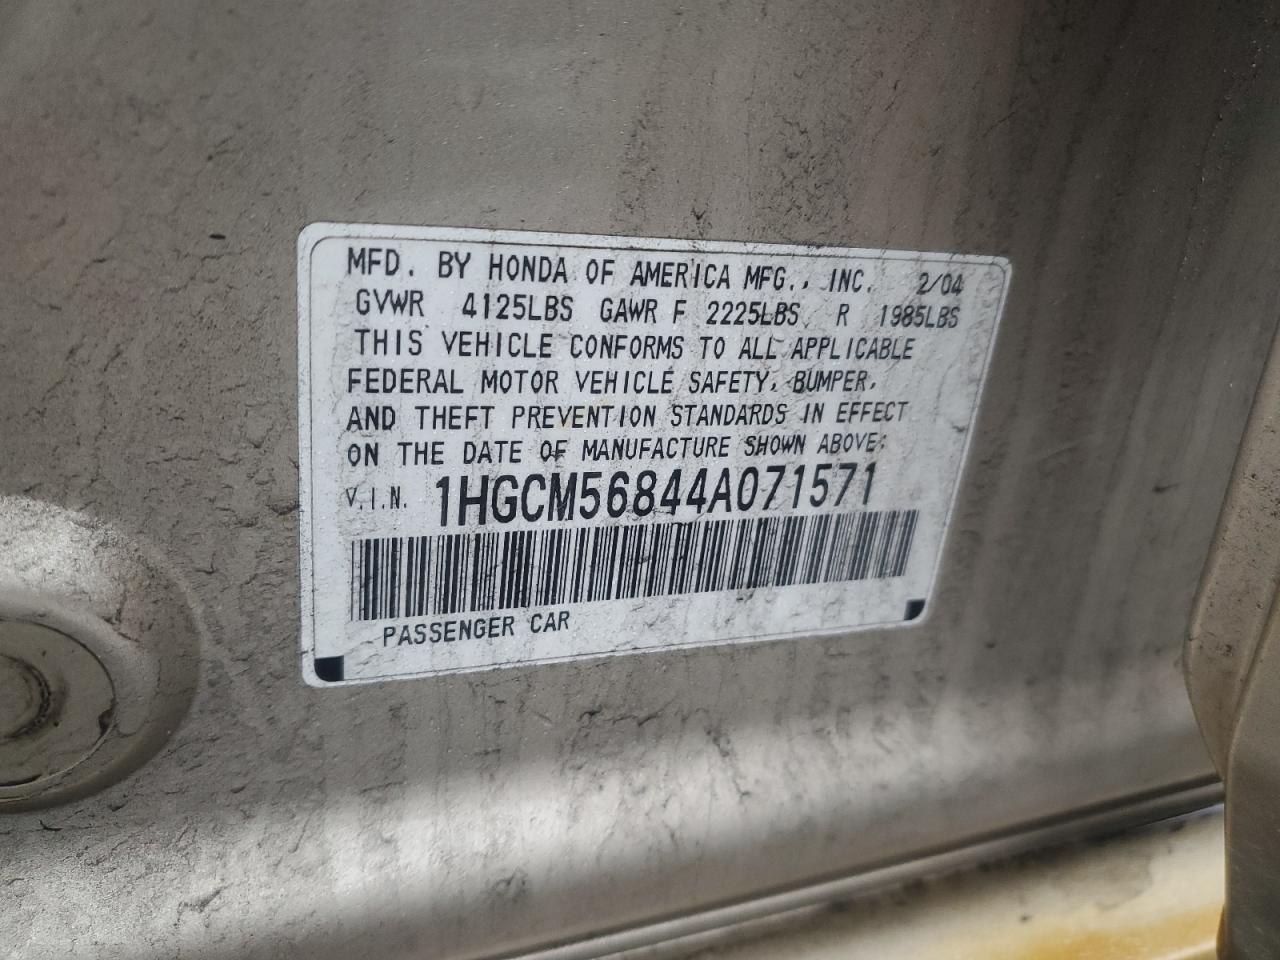 MFD. BY HONDA OF AMERICA MFG., INC. 2/04
GVWR 4125LBS GAWR F 2225LBS R 1985LBS
THIS VEHICLE CONFORMS TO ALL APPLICABLE
FEDERAL MOTOR VEHICLE SAFETY, BUMPER,
AND THEFT PREVENTION STANDARDS IN EFFECT
ON THE DATE OF MANUFACTURE SHOWN ABOVE:
V.I.N. 1HGCM56844A071571
PASSENGER CAR